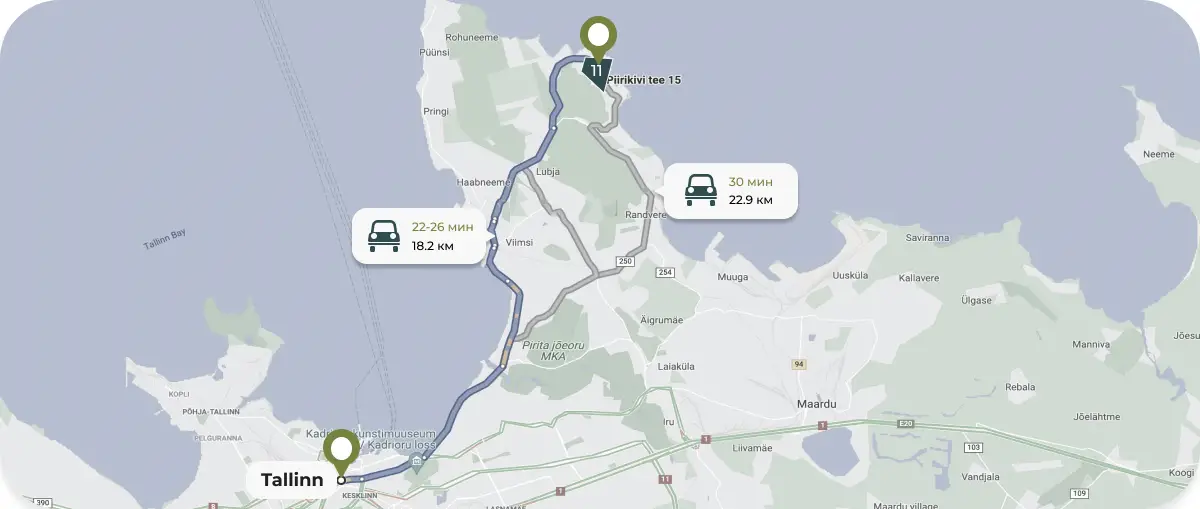 Rohuneeme
Püünsi
11
Piirikivi tee 15
Pringi
Neeme
Lubja
Haabneeme
30 мин
22.9 км
Randvere
22-26 мин
18.2 км
Tallinn Bay
Viimsi
Saviranna
250
254
Muuga
Uusküla
Kallavere
Ülgase
Äigrumäe
Pirita jõeoru
MKA
Manniva
Jõesu
Laiaküla
94
Rebala
KOPLI
PÕHJA-TALLINN
Maardu
Jõelähtme
PELGURANNA
Iru
E20
1
1
Kadri
kunstimuuseum
Kadrioru loss
Liivamäe
103
Koogi
Tallinn
KESKLINN
11
Vandjala
1
109
390
8
LASNAMÄE
Maardu village